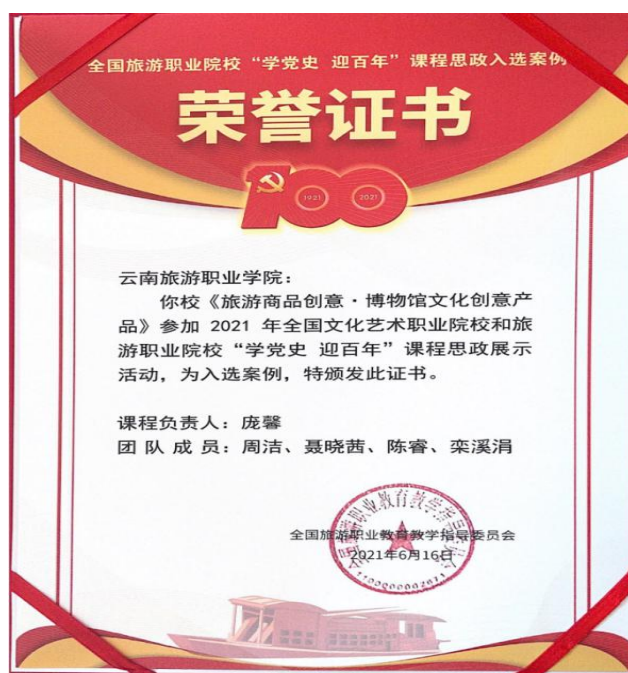 全国旅游职业院校“学党史 迎百年”课程思政入选案例
荣誉证书
100
1921 2021
云南旅游职业学院：
你校《旅游商品创意·博物馆文化创意产
品》参加 2021 年全国文化艺术职业院校和旅
游职业院校“学党史 迎百年”课程思政展示
活动，为入选案例，特颁发此证书。
课程负责人：庞馨
团队成员：周洁、聂晓茜、陈睿、栾溪涓
全国旅游职业教育教学指导委员会
2021年6月16日